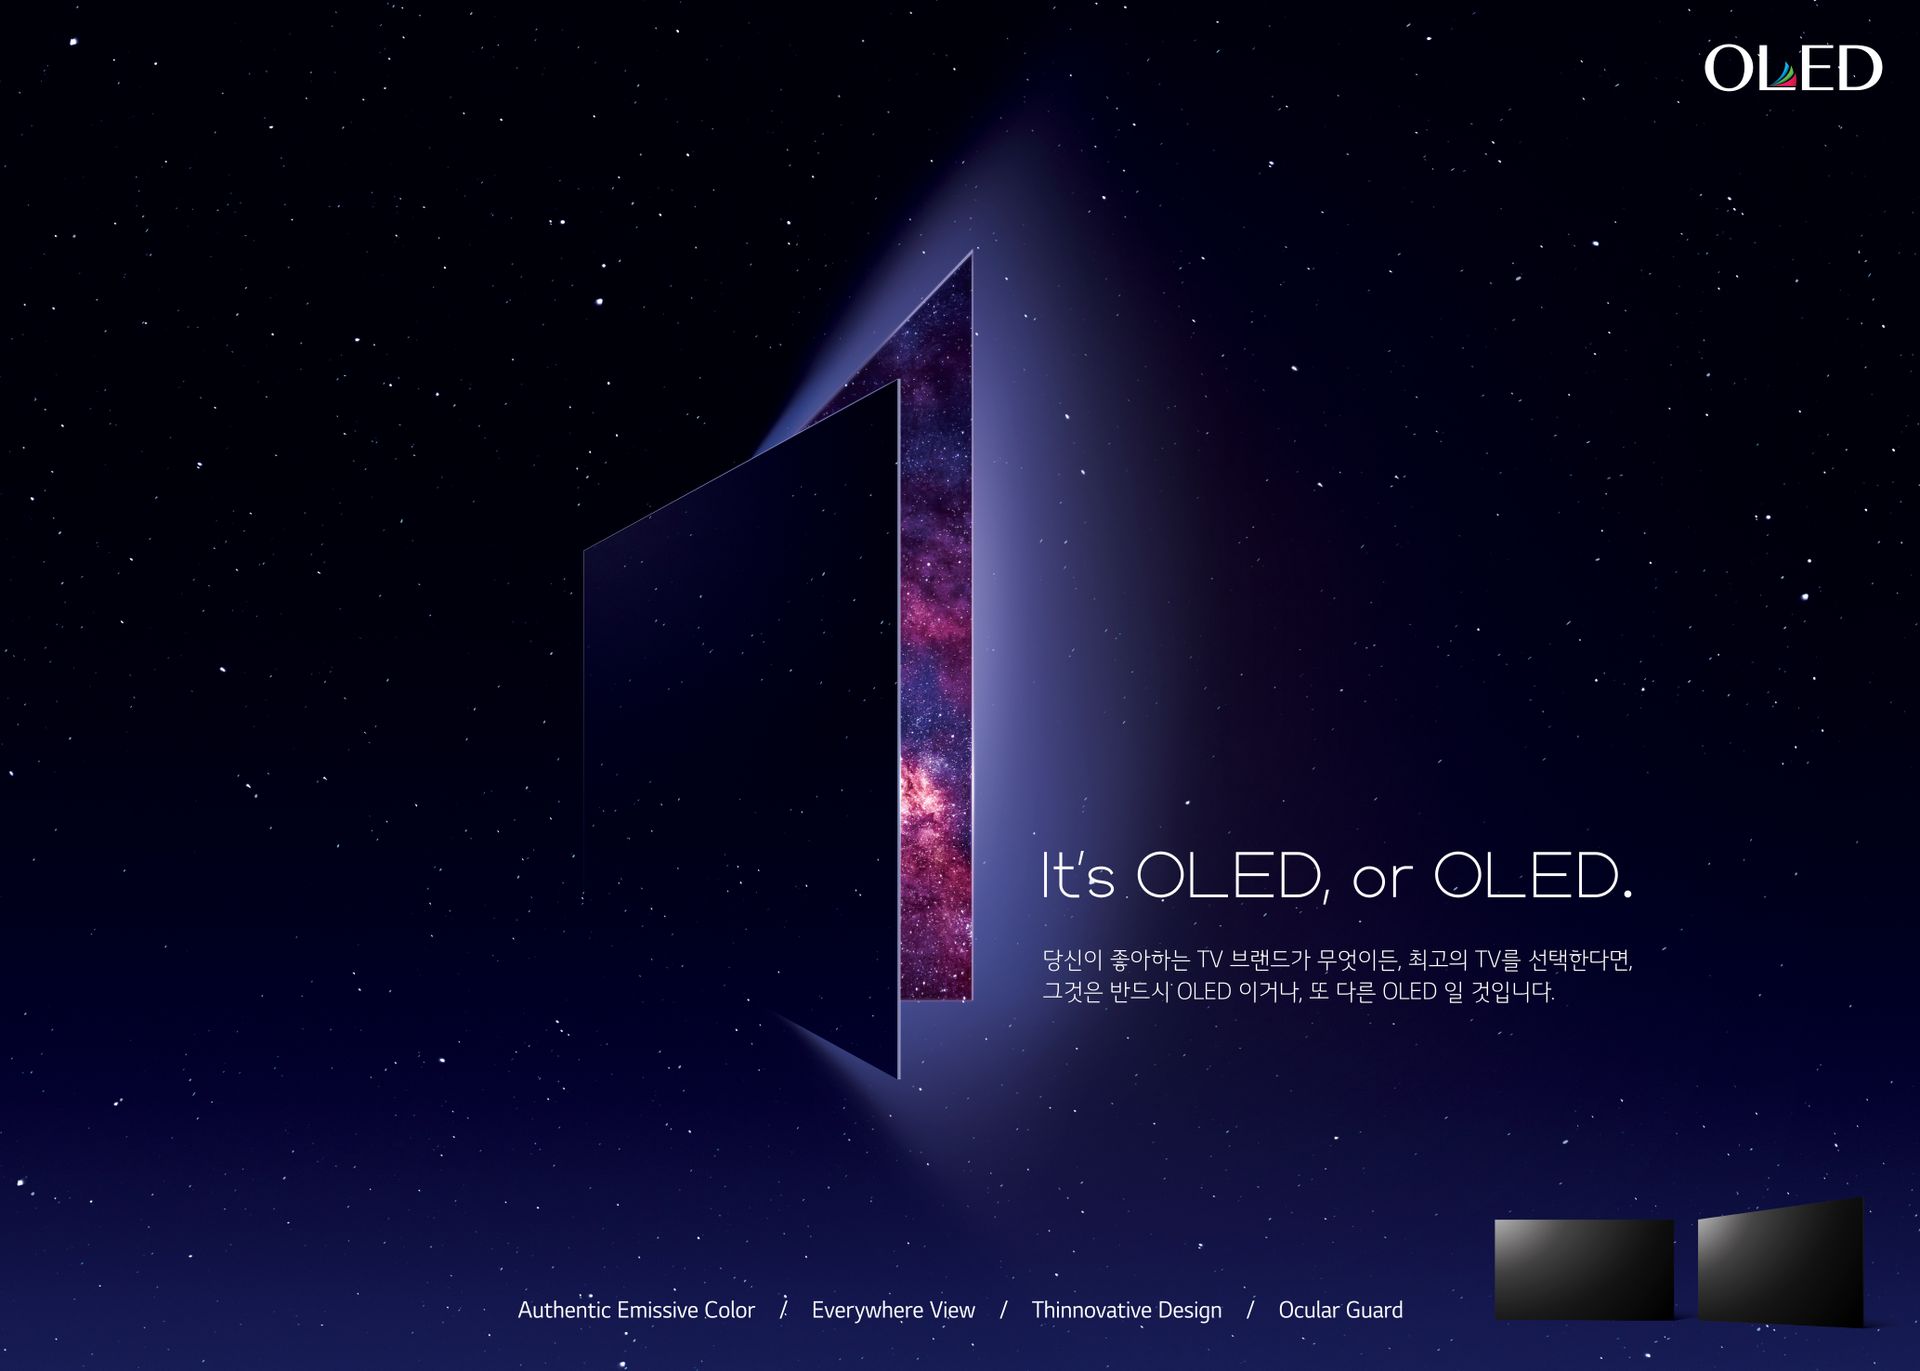 OLED
It's OLED, or OLED.
당신이 좋아하는 TV 브랜드가 무엇이든, 최고의 TV를 선택한다면,
그것은 반드시 OLED 이거나, 또 다른 OLED 일 것입니다.
Authentic Emissive Color / Everywhere View / Thinnovative Design / Ocular Guard